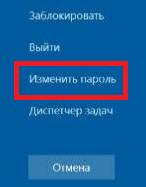 Заблокировать
Выйти
Изменить пароль
Диспетчер задач
Отмена